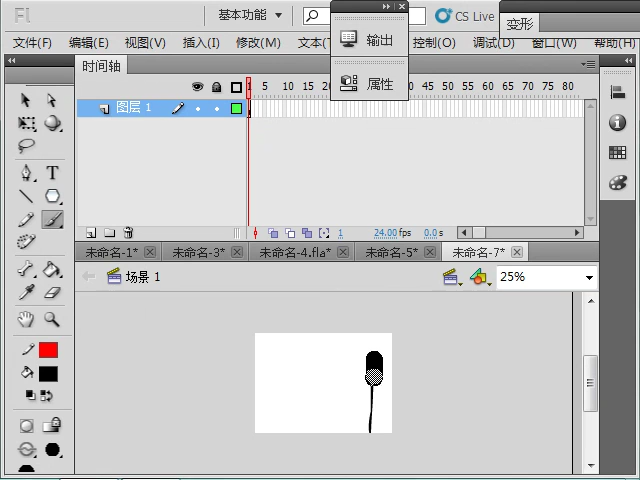 Fl 基本功能 CS Live 变形
文件(F) 编辑(E) 视图(V) 插入(I) 修改(M) 文本(T 控制(O) 调试(D) 窗口(W) 帮助(H)
输出
属性
时间轴
1 5 10 15 20 25 45 50 55 60 65 70 75 80
图层 1
1 24.00 fps 0.0 s
未命名-1* 未命名-3* 未命名-4.fla* 未命名-5* 未命名-7*
场景 1 25%
T